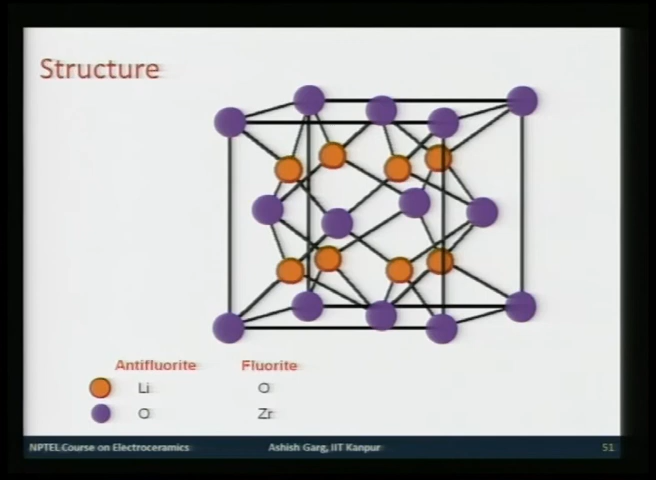 Structure
Antifluorite Fluorite
Li O
O Zr
NPTEL Course on Electroceramics Ashish Garg, IIT Kanpur 51